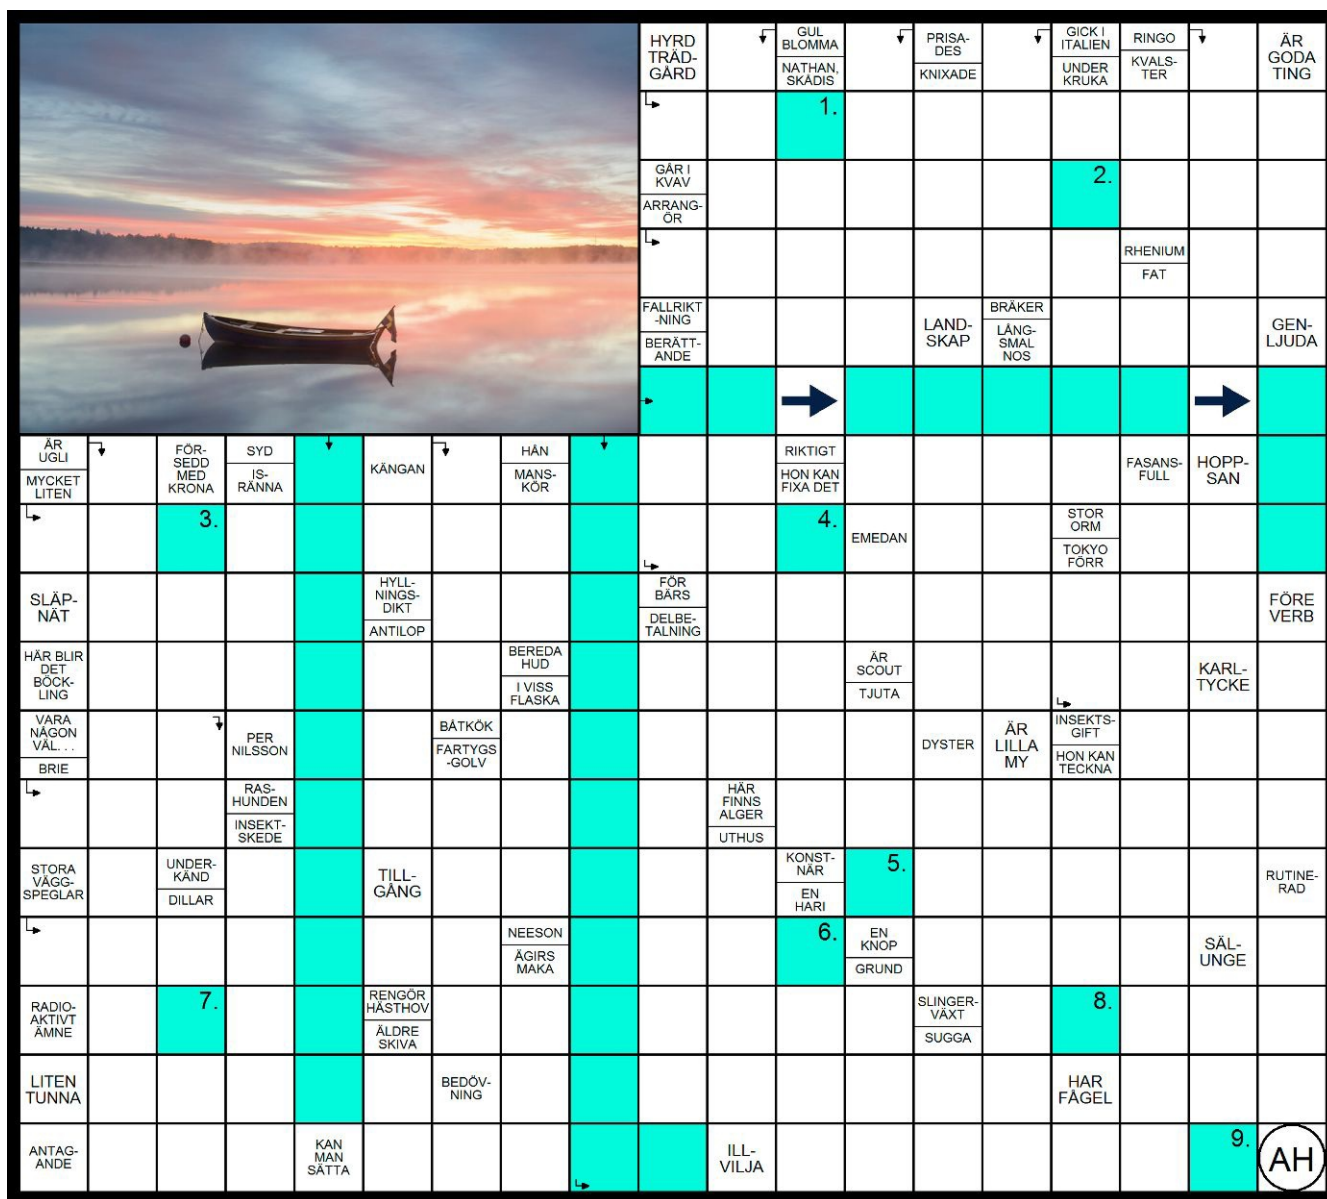 HYRD
TRÄD-
GÅRD
GUL
BLOMMA
NATHAN,
SKÅDIS
PRISA-
DES
KNIXADE
GICK I
ITALIEN
UNDER
KRUKA
RINGO
KVALS-
TER
ÄR
GODA
TING
1.
GÅR I
KVAV
ARRANG-
ÖR
2.
RHENIUM
FAT
FALLRIKT
-NING
BERÄTT-
ANDE
LAND-
SKAP
BRÄKER
LÅNG-
SMAL
NOS
GEN-
LJUDA
ÄR
UGLI
MYCKET
LITEN
FÖR-
SEDD
MED
KRONA
SYD
IS-
RÄNNA
KÄNGAN
HÅN
MANS-
KÖR
RIKTIGT
HON KAN
FIXA DET
FASANS-
FULL
HOPP-
SAN
3.
4.
EMEDAN
STOR
ORM
TOKYO
FÖRR
SLÄP-
NÄT
HYLL-
NINGS-
DIKT
ANTILOP
FÖR
BÄRS
DELBE-
TALNING
FÖRE
VERB
HÄR BLIR
DET
BÖCK-
LING
BEREDA
HUD
I VISS
FLASKA
ÄR
SCOUT
TJUTA
KARL-
TYCKE
VARA
NÅGON
VÄL. . .
BRIE
PER
NILSSON
BÅTKÖK
FARTYGS
-GOLV
DYSTER
ÄR
LILLA
MY
INSEKTS-
GIFT
HON KAN
TECKNA
RAS-
HUNDEN
INSEKT-
SKEDE
HÄR
FINNS
ALGER
UTHUS
STORA
VÄGG-
SPEGLAR
UNDER-
KÄND
DILLAR
TILL-
GÅNG
KONST-
NÄR
EN
HARI
5.
RUTINE-
RAD
NEESON
ÄGIRS
MAKA
6.
EN
KNOP
GRUND
SÄL-
UNGE
RADIO-
AKTIVT
ÄMNE
7.
RENGÖR
HÄSTHOV
ÄLDRE
SKIVA
SLINGER-
VÄXT
SUGGA
8.
LITEN
TUNNA
BEDÖV-
NING
HAR
FÅGEL
ANTAG-
ANDE
KAN
MAN
SÄTTA
ILL-
VILJA
9.
AH